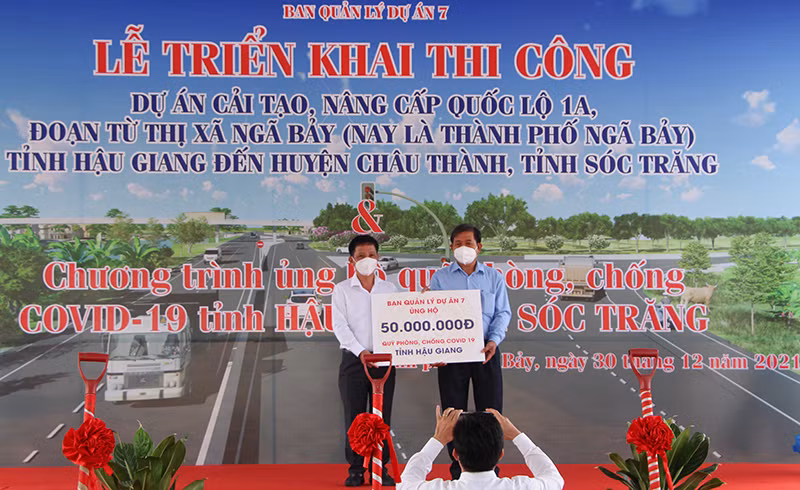 BAN QUẢN LÝ DỰ ÁN 7
LỄ TRIỂN KHAI THI CÔNG
DỰ ÁN CẢI TẠO, NÂNG CẤP QUỐC LỘ 1A,
ĐOẠN TỪ THỊ XÃ NGÃ BẢY (NAY LÀ THÀNH PHỐ NGÃ BẢY)
TỈNH HẬU GIANG ĐẾN HUYỆN CHÂU THÀNH, TỈNH SÓC TRĂNG
&
Chương trình ủng hộ quỹ phòng, chống
COVID-19 tỉnh HẬU SÓC TRĂNG
Bảy, ngày 30 tháng 12 năm 2021
BAN QUẢN LÝ DỰ ÁN 7
ỦNG HỘ
50.000.000Đ
QUỸ PHÒNG, CHỐNG COVID 19
TỈNH HẬU GIANG